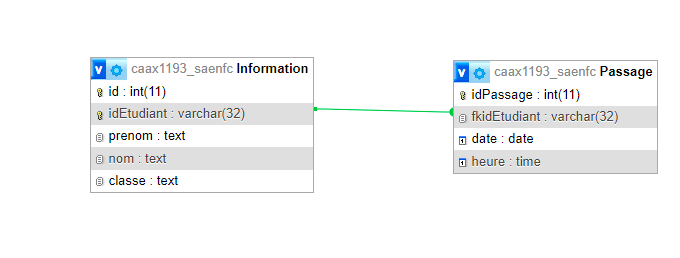 v caax1193_saenfc Information
id : int(11)
idEtudiant : varchar(32)
prenom : text
nom : text
classe : text
v caax1193_saenfc Passage
idPassage : int(11)
fkidEtudiant : varchar(32)
date : date
heure : time